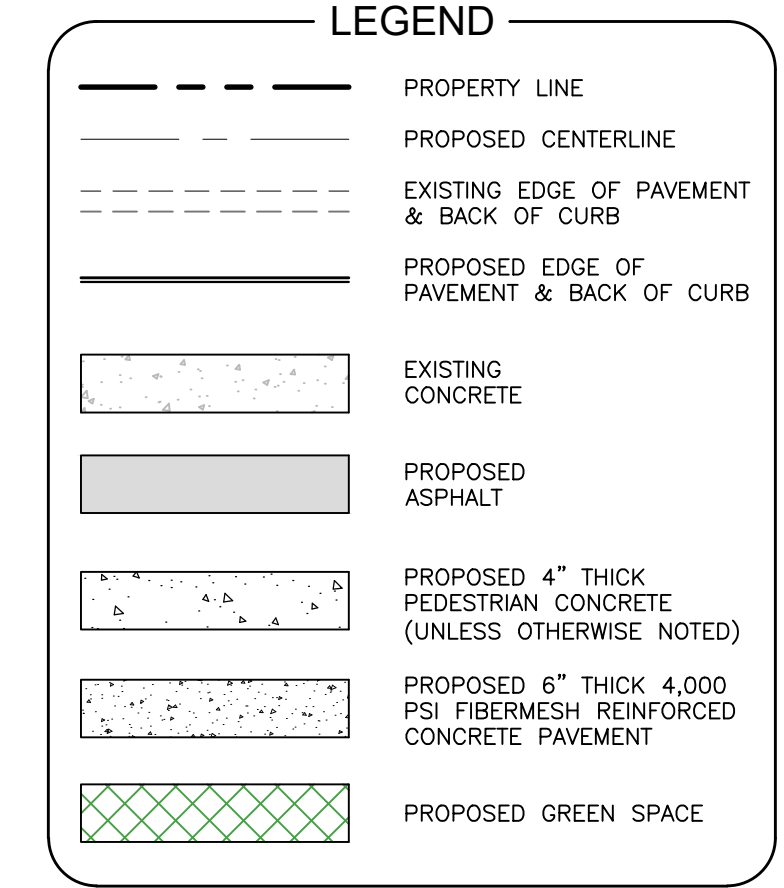 LEGEND
PROPERTY LINE
PROPOSED CENTERLINE
EXISTING EDGE OF PAVEMENT
& BACK OF CURB
PROPOSED EDGE OF
PAVEMENT & BACK OF CURB
EXISTING
CONCRETE
PROPOSED
ASPHALT
PROPOSED 4” THICK
PEDESTRIAN CONCRETE
(UNLESS OTHERWISE NOTED)
PROPOSED 6” THICK 4,000
PSI FIBERMESH REINFORCED
CONCRETE PAVEMENT
PROPOSED GREEN SPACE